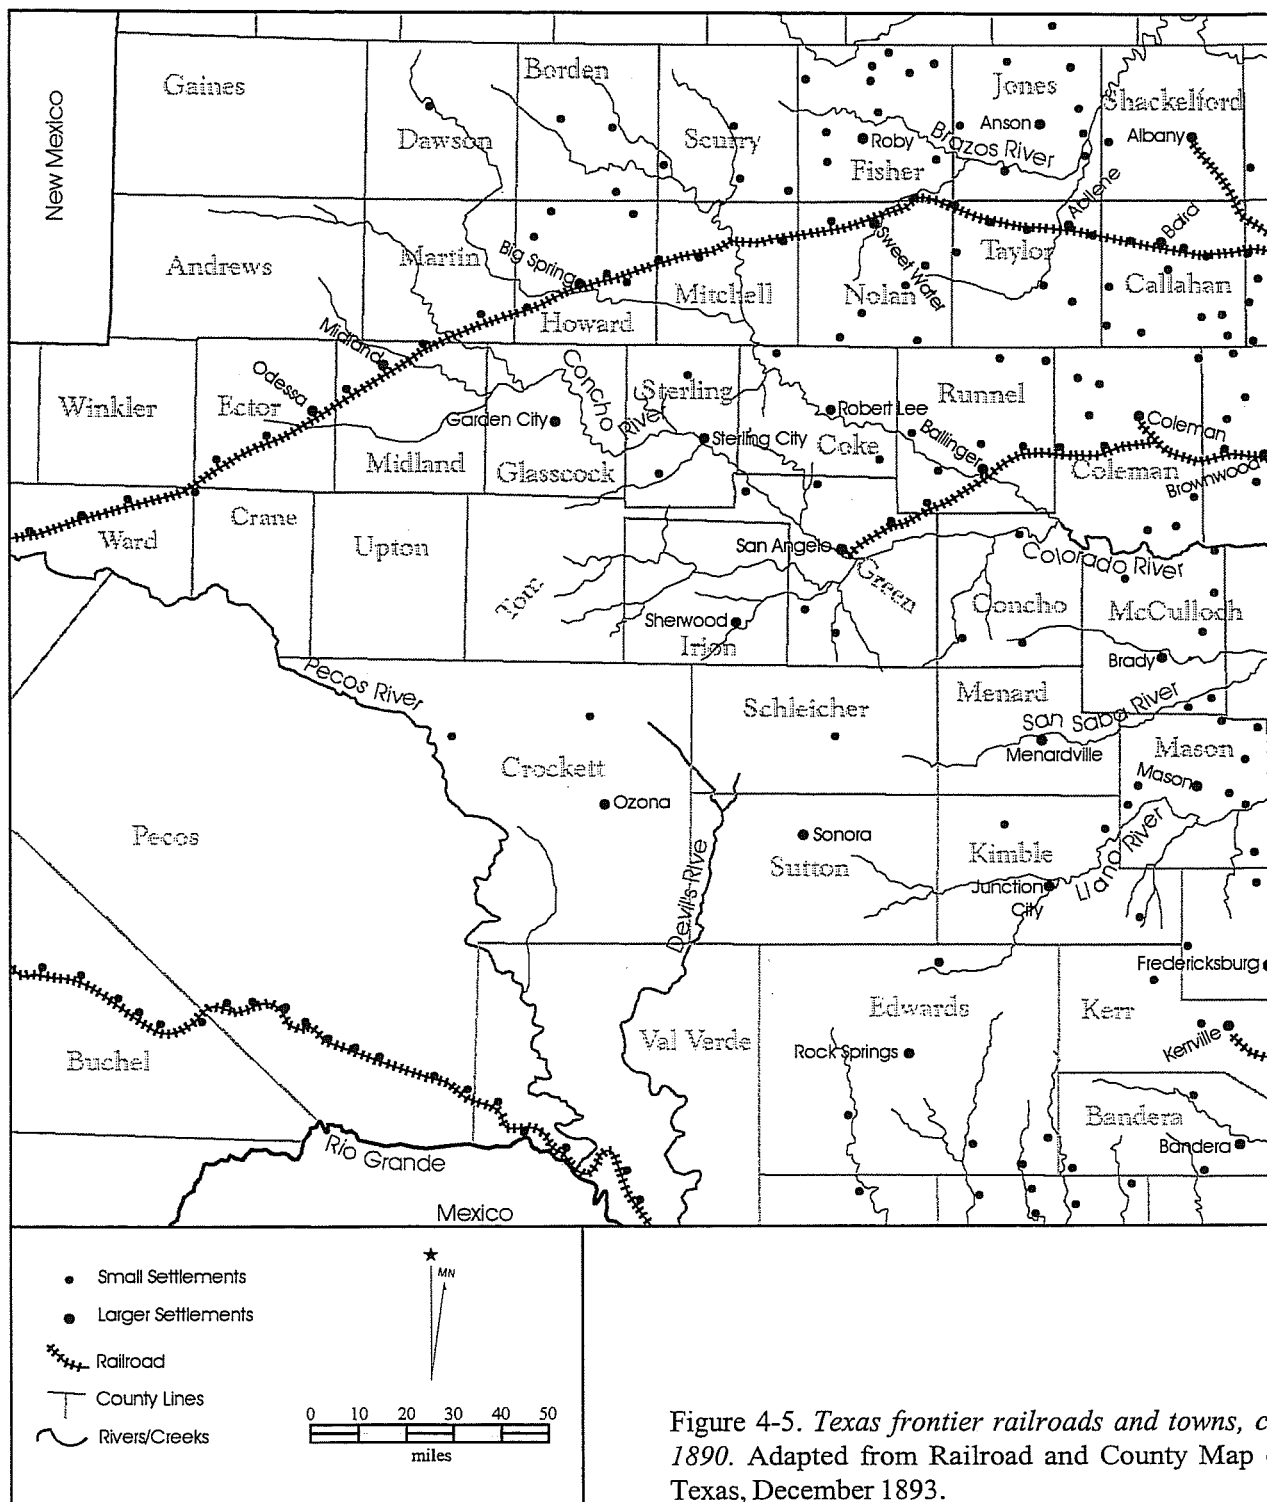 New Mexico
Gaines
Dawson
Borden
Scurry
Fisher
Roby
Brazos River
Jones
Anson
Shackelford
Albany
Andrews
Martin
Big Springs
Howard
Mitchell
Nolan
Sweet Water
Taylor
Abilene
Baird
Callahan
Midland
Odessa
Winkler
Ector
Midland
Garden City
Glasscock
Concho
River
Sterling
Sterling City
Robert Lee
Coke
Runnel
Ballinger
Coleman
Coleman
Brownwood
Ward
Crane
Upton
Tom
Green
San Angelo
Sherwood
Irion
Concho
Colorado River
McCulloch
Brady
Pecos River
Schleicher
Menard
San Saba River
Menardville
Mason
Mason
Crockett
Ozona
Pecos
Devil's Rive
Sonora
Sutton
Kimble
Junction
City
Llano River
Fredericksburg
Buchel
Val Verde
Edwards
Rock Springs
Kerr
Kerrville
Bandera
Bandera
Rio Grande
Mexico
Small Settlements
Larger Settlements
Railroad
County Lines
Rivers/Creeks
MN
0 10 20 30 40 50
miles
Figure 4-5. Texas frontier railroads and towns, c
1890. Adapted from Railroad and County Map
Texas, December 1893.